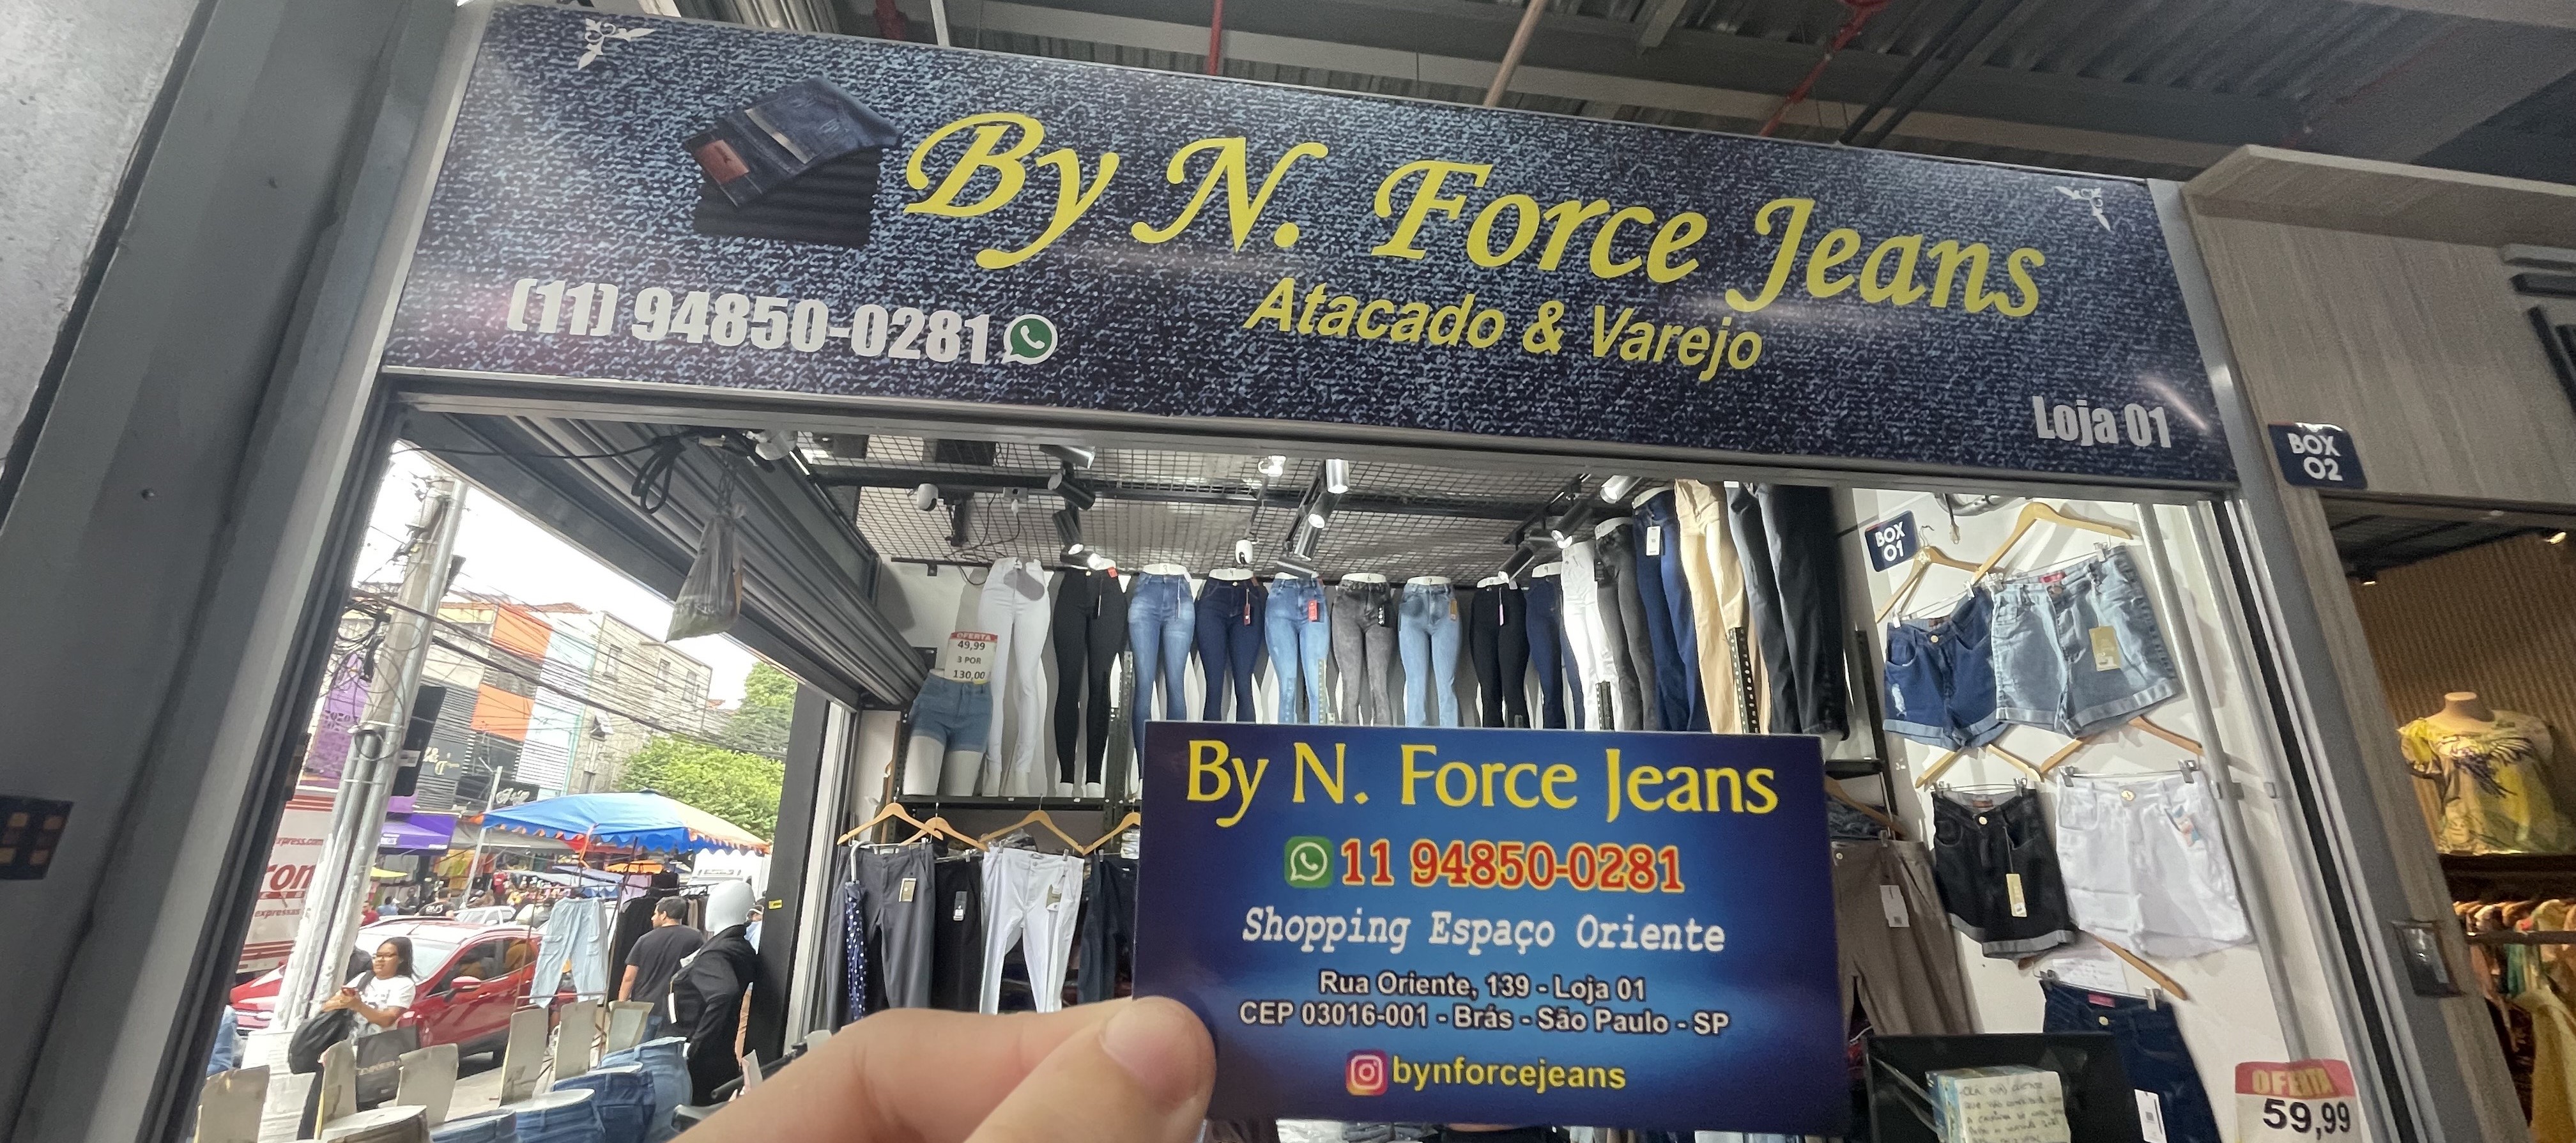 By N. Force Jeans
Atacado & Varejo
(11) 94850-0281
Loja 01
BOX
02
BOX
01
OFERTA
49,99
3 POR
130,00
By N. Force Jeans
11 94850-0281
Shopping Espaço Oriente
Rua Oriente, 139 - Loja 01
CEP 03016-001 - Brás - São Paulo - SP
bynforcejeans
OFERTA
59,99